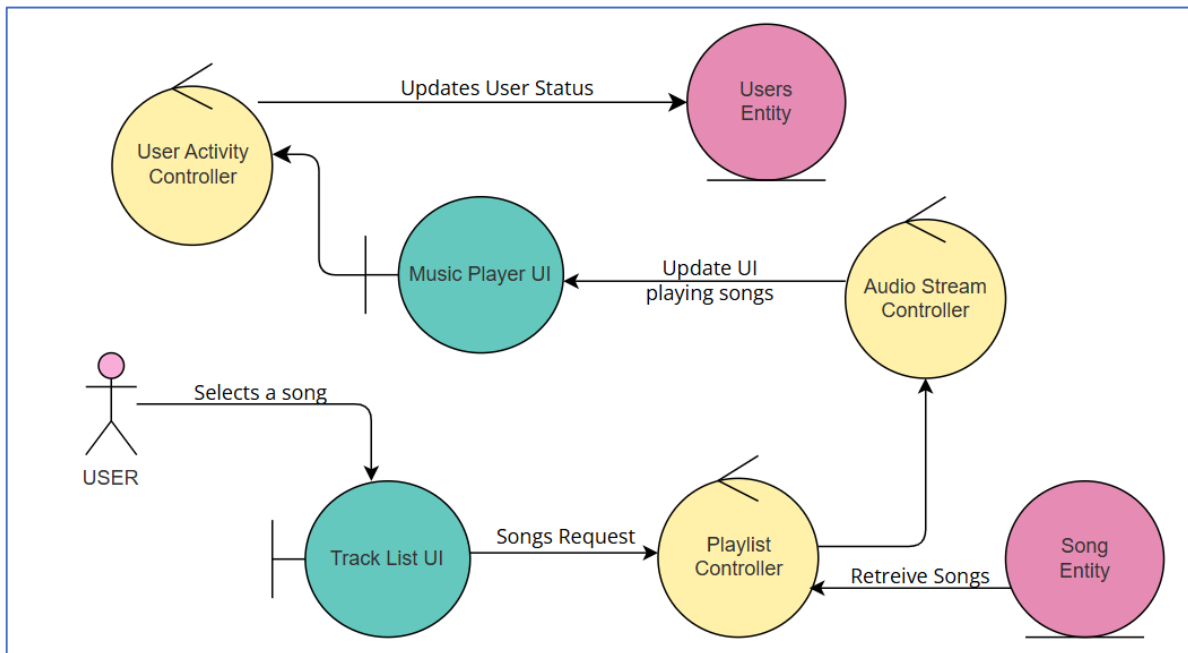 Updates User Status
Users
Entity
User Activity
Controller
Music Player UI
Update UI
playing songs
Audio Stream
Controller
Selects a song
USER
Track List UI
Songs Request
Playlist
Controller
Retreive Songs
Song
Entity